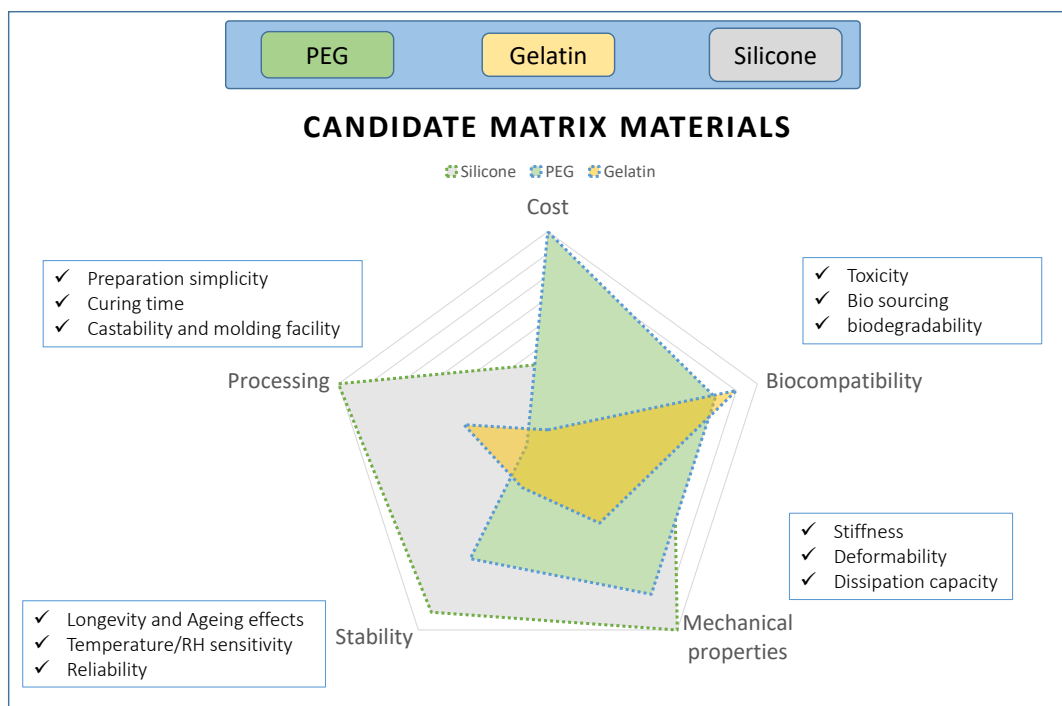 PEG
Gelatin
Silicone
CANDIDATE MATRIX MATERIALS
Silicone
PEG
Gelatin
Cost
✓ Preparation simplicity
✓ Curing time
✓ Castability and molding facility
✓ Toxicity
✓ Bio sourcing
✓ biodegradability
Processing
Biocompatibility
✓ Stiffness
✓ Deformability
✓ Dissipation capacity
✓ Longevity and Ageing effects
✓ Temperature/RH sensitivity
✓ Reliability
Stability
Mechanical
properties